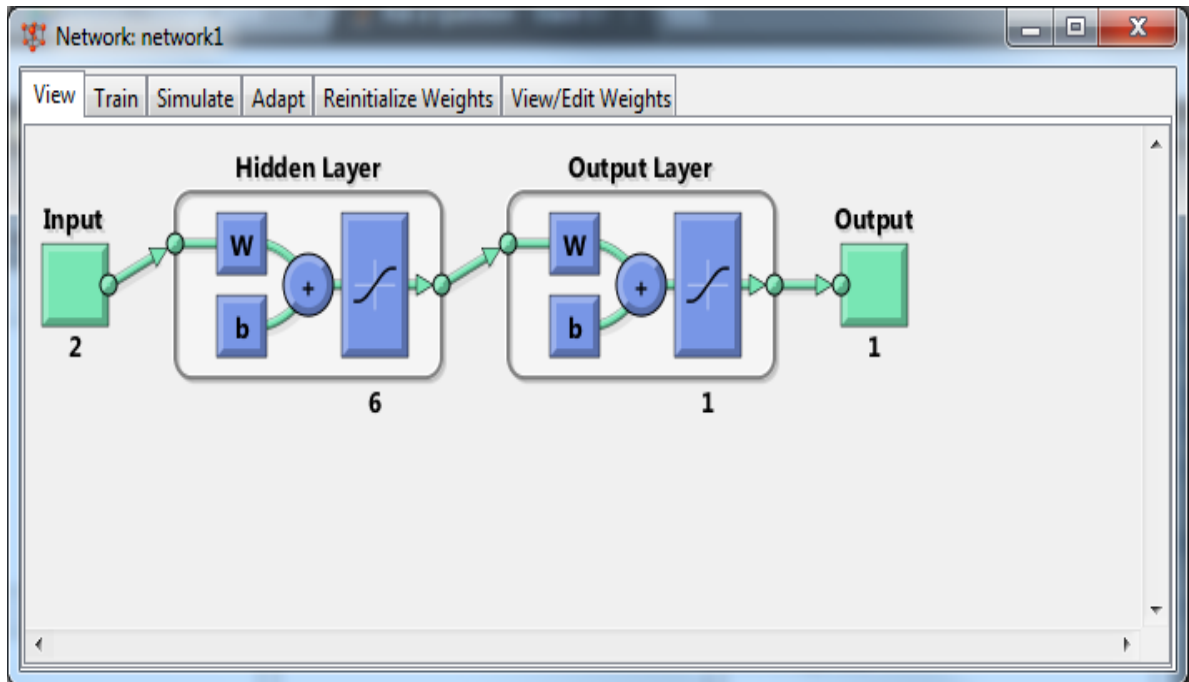 Network: network1
View Train Simulate Adapt Reinitialize Weights View/Edit Weights
Hidden Layer Output Layer
Input Output
W W
+ +
b b
2 1
6 1